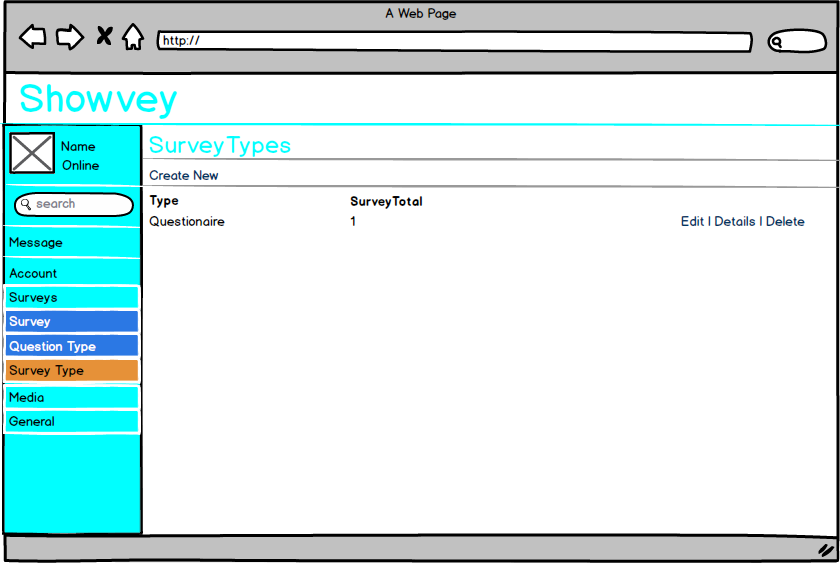 A Web Page
http://
Showvey
Name
Online
search
Message
Account
Surveys
Survey
Question Type
Survey Type
Media
General
SurveyTypes
Create New
Type SurveyTotal
Questionaire 1 Edit | Details | Delete